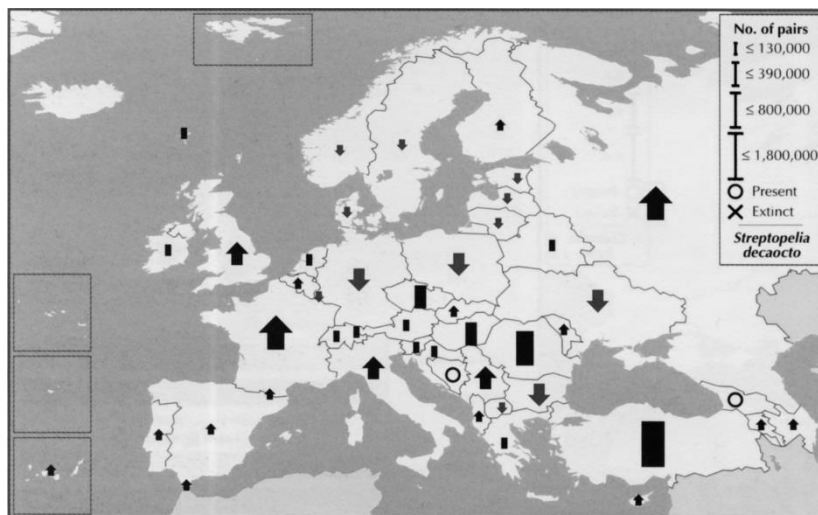 No. of pairs
≤ 130,000
≤ 390,000
≤ 800,000
≤ 1,800,000
Present
Extinct
Streptopelia
decaocto